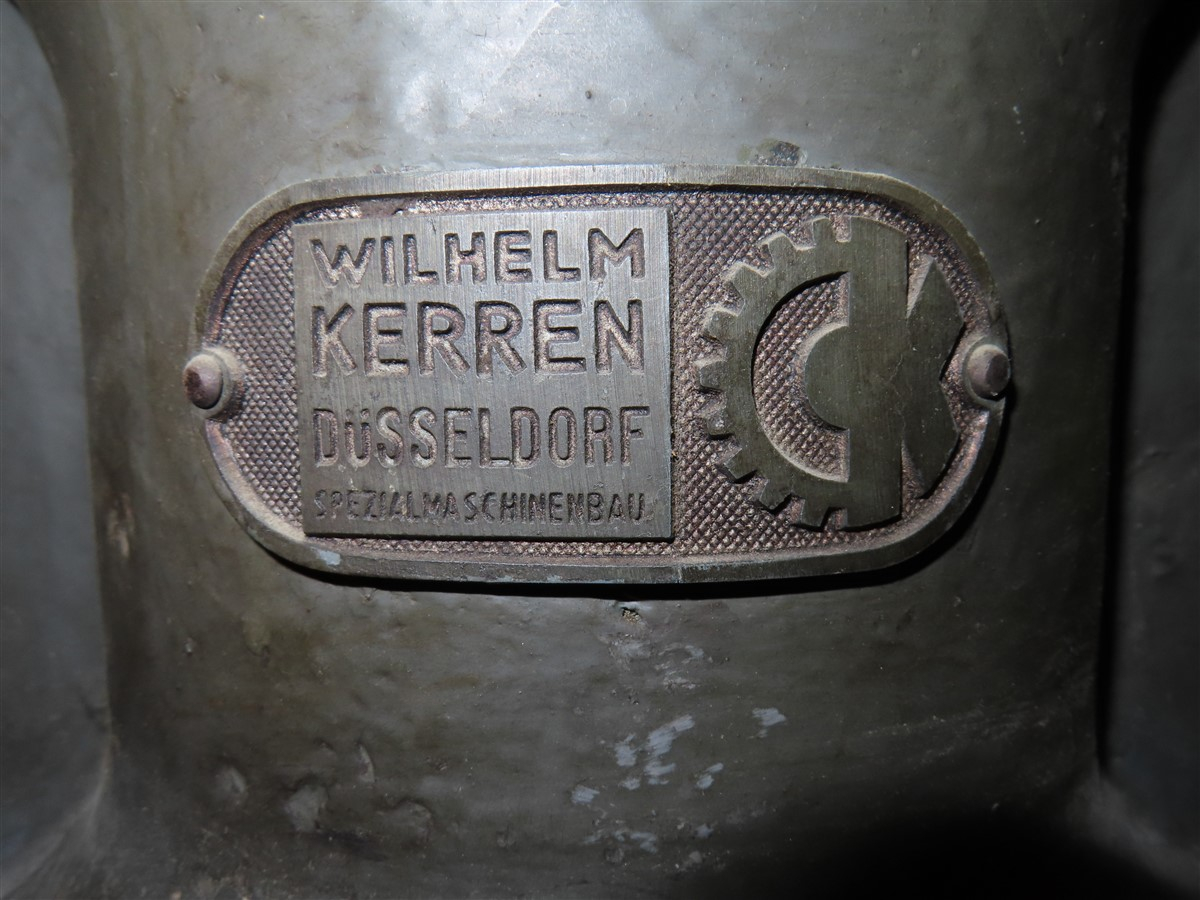 WILHELM
KERREN
DÜSSELDORF
SPEZIALMASCHINENBAU
K